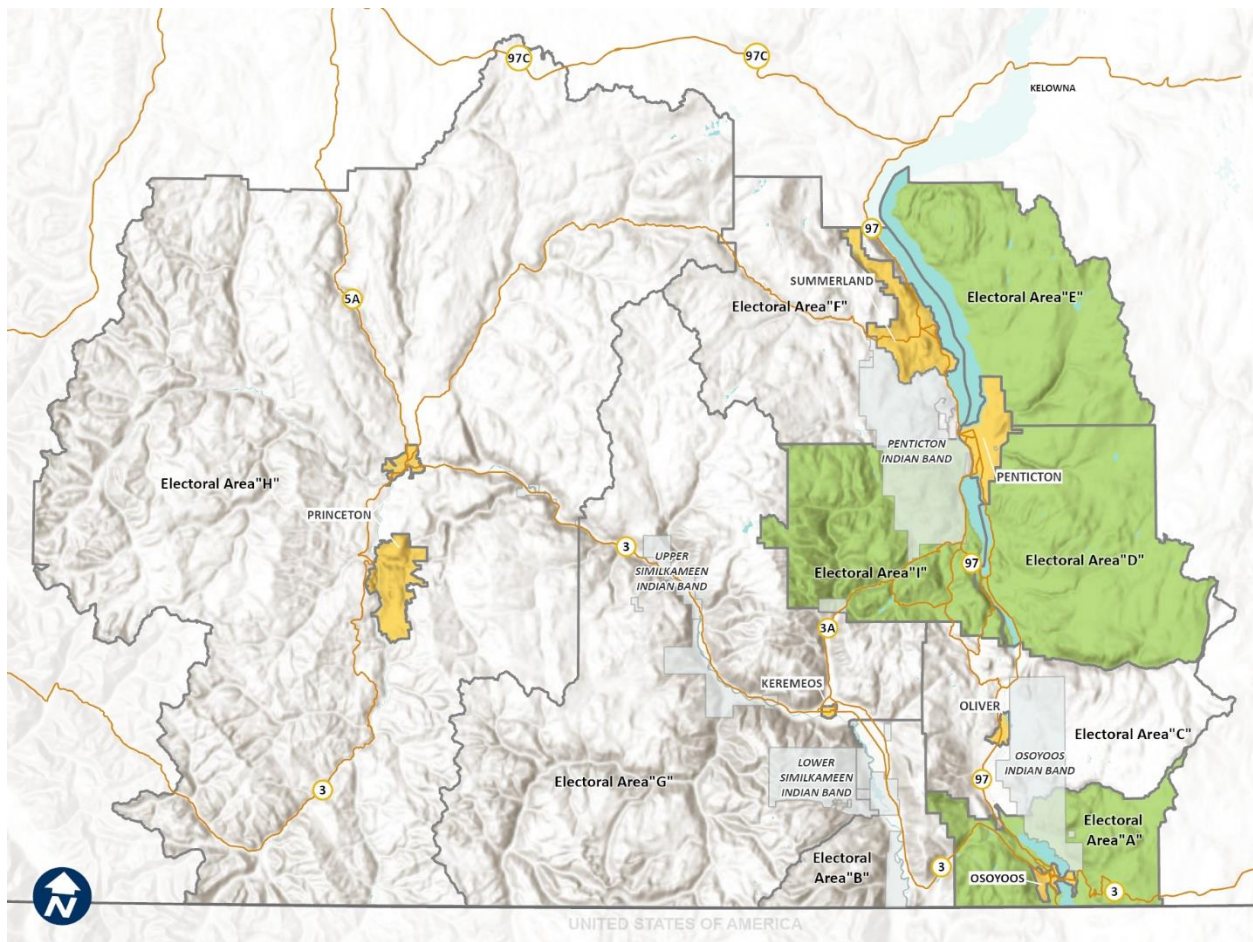 97C
97C
KELOWNA
97
SUMMERLAND
Electoral Area"E"
5A
Electoral Area"F"
PENTICTON
INDIAN BAND
PENTICTON
Electoral Area"H"
PRINCETON
3
UPPER
SIMILKAMEEN
INDIAN BAND
Electoral Area"I"
97
Electoral Area"D"
3A
KEREMEOS
OLIVER
Electoral Area"C"
OSOYOOS
INDIAN BAND
LOWER
SIMILKAMEEN
INDIAN BAND
Electoral Area"G"
97
3
Electoral
Area"A"
Electoral
Area"B"
3
OSOYOOS
3
N
UNITED STATES OF AMERICA